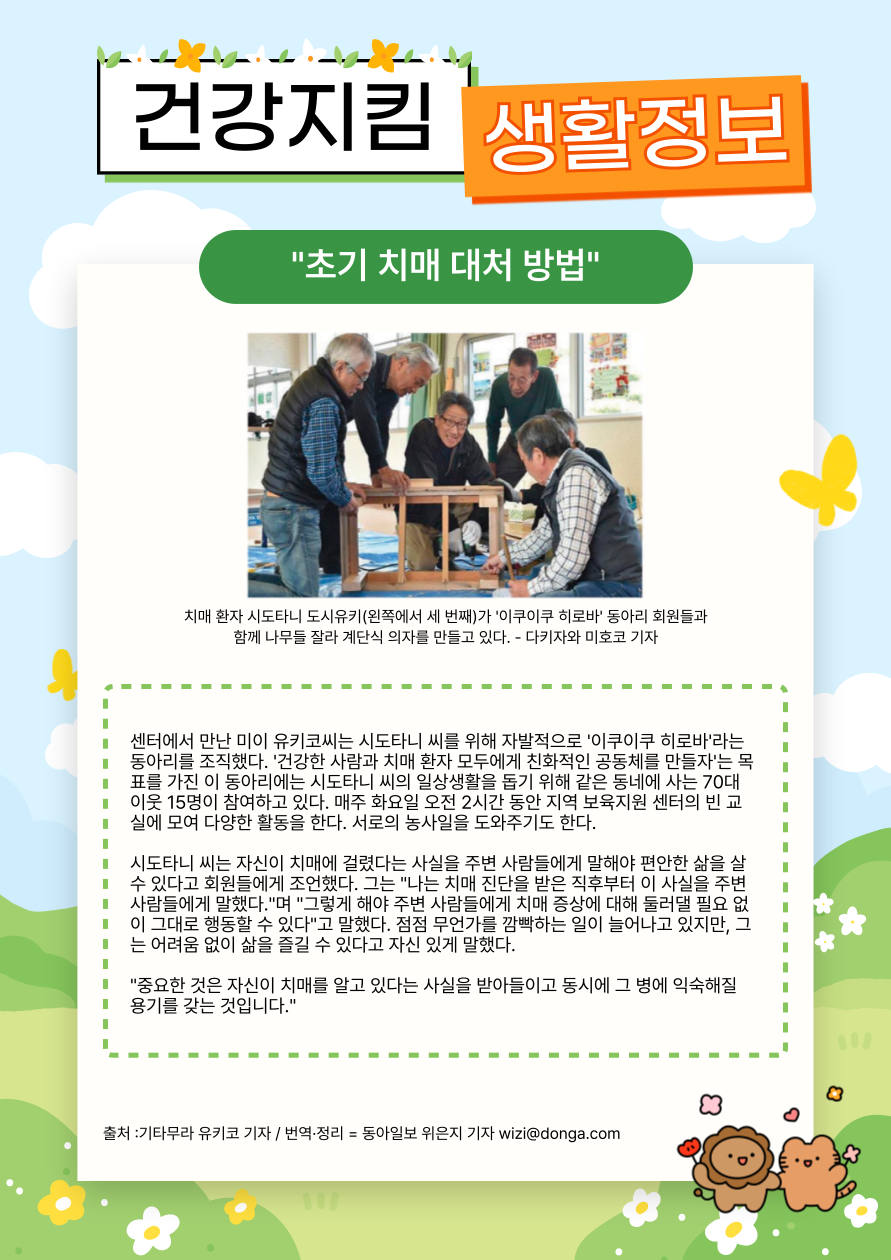 건강지킴
생활정보
"초기 치매 대처 방법"
치매 환자 시도타니 도시유키(왼쪽에서 세 번째)가 '이쿠이쿠 히로바' 동아리 회원들과
함께 나무들 잘라 계단식 의자를 만들고 있다. - 다키자와 미호코 기자
센터에서 만난 미이 유키코씨는 시도타니 씨를 위해 자발적으로 '이쿠이쿠 히로바'라는
동아리를 조직했다. '건강한 사람과 치매 환자 모두에게 친화적인 공동체를 만들자'는 목
표를 가진 이 동아리에는 시도타니 씨의 일상생활을 돕기 위해 같은 동네에 사는 70대
이웃 15명이 참여하고 있다. 매주 화요일 오전 2시간 동안 지역 보육지원 센터의 빈 교
실에 모여 다양한 활동을 한다. 서로의 농사일을 도와주기도 한다.
시도타니 씨는 자신이 치매에 걸렸다는 사실을 주변 사람들에게 말해야 편안한 삶을 살
수 있다고 회원들에게 조언했다. 그는 "나는 치매 진단을 받은 직후부터 이 사실을 주변
사람들에게 말했다."며 "그렇게 해야 주변 사람들에게 치매 증상에 대해 둘러댈 필요 없
이 그대로 행동할 수 있다"고 말했다. 점점 무언가를 깜빡하는 일이 늘어나고 있지만, 그
는 어려움 없이 삶을 즐길 수 있다고 자신 있게 말했다.
"중요한 것은 자신이 치매를 알고 있다는 사실을 받아들이고 동시에 그 병에 익숙해질
용기를 갖는 것입니다."
출처 :기타무라 유키코 기자 / 번역·정리 = 동아일보 위은지 기자 wizi@donga.com